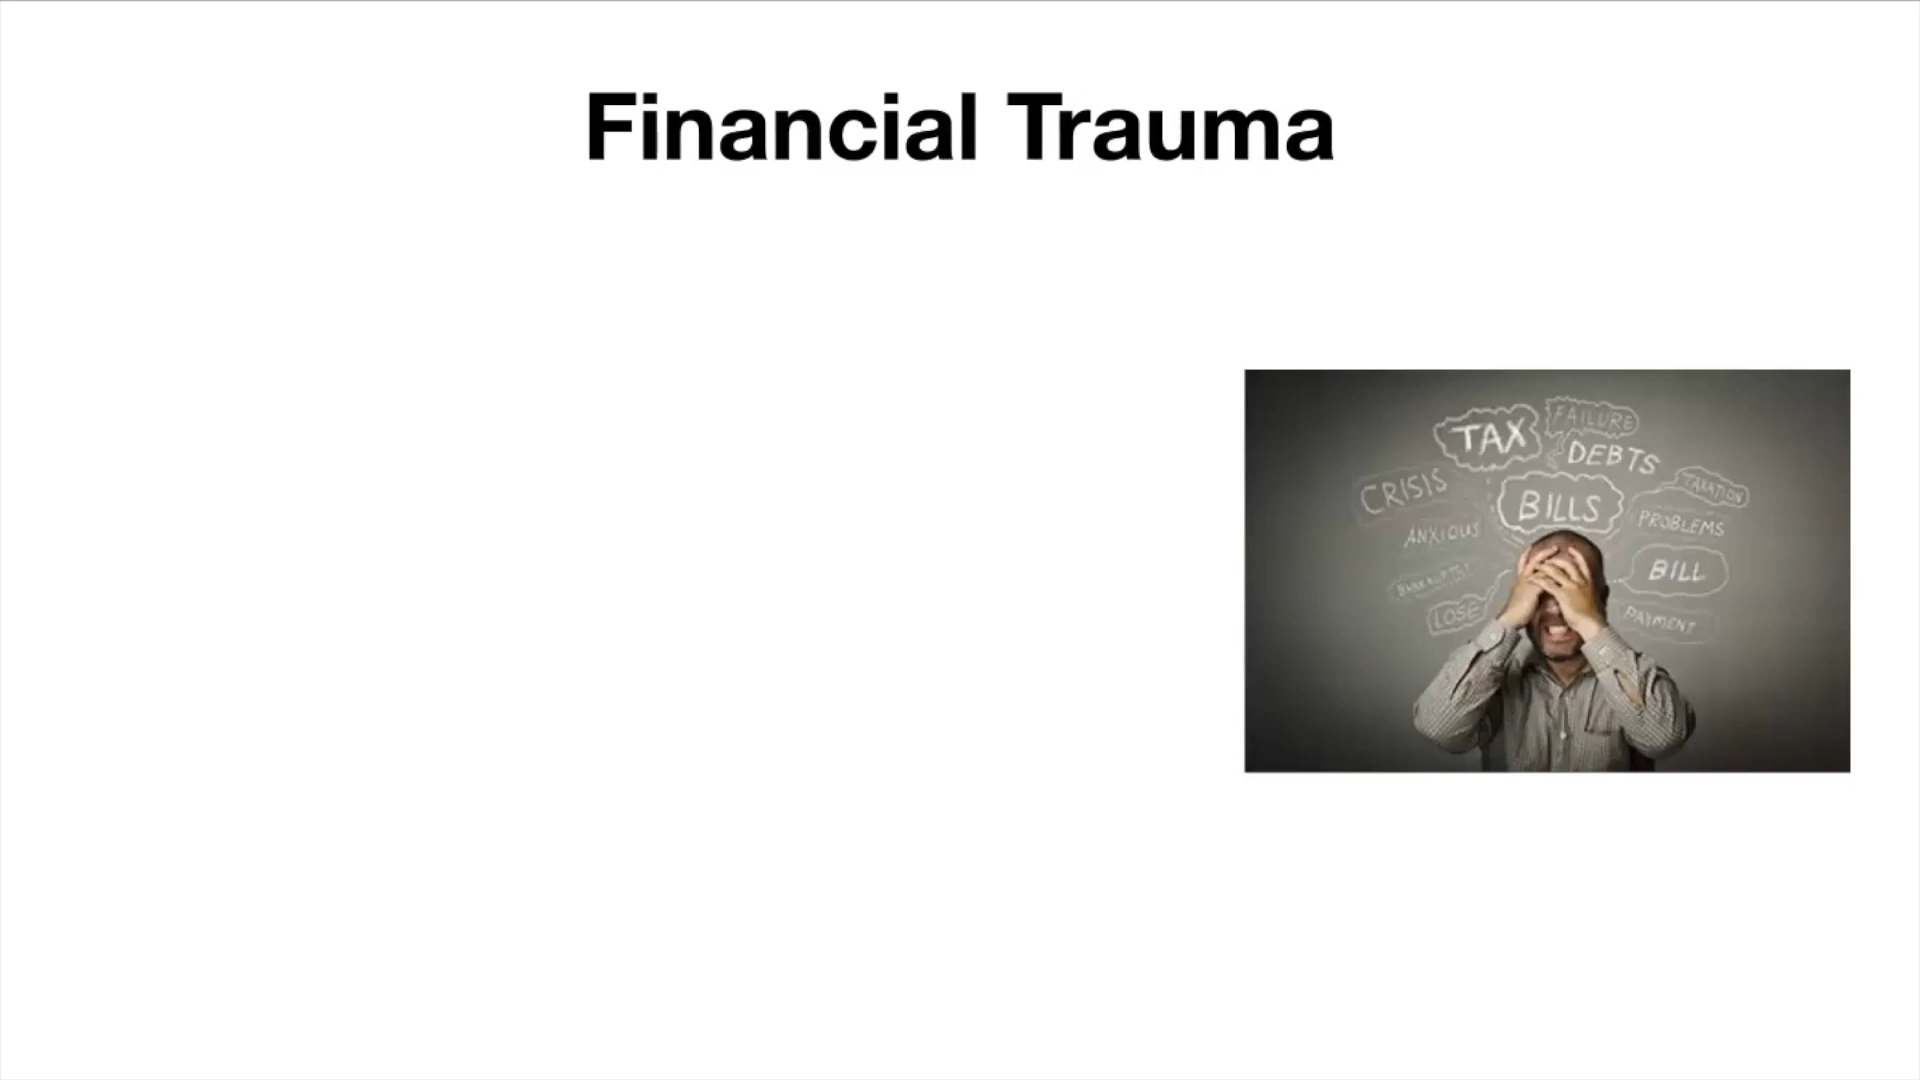 Financial Trauma
TAX
FAILURE
DEBTS
CRISIS
BILLS
TAXATION
ANXIOUS
PROBLEMS
BILL
LOSE
PAYMENT